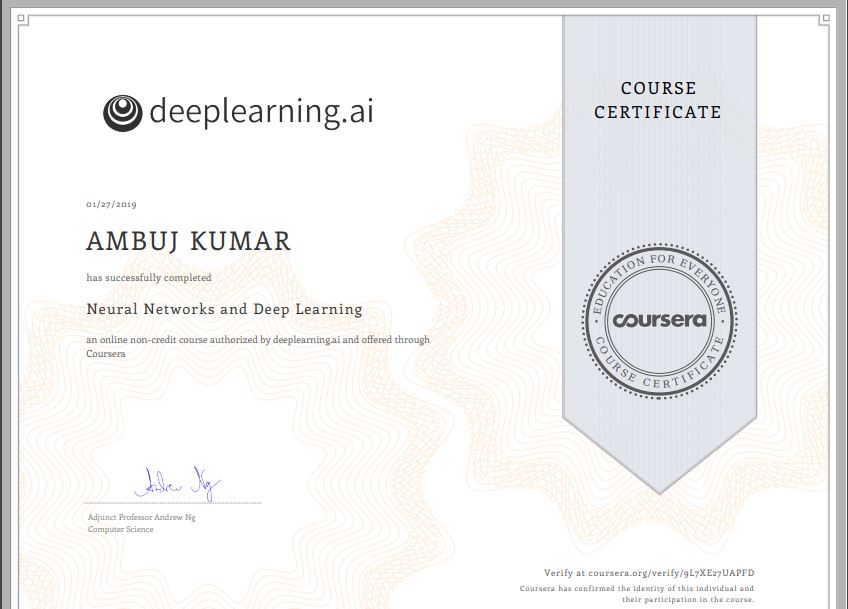 deeplearning.ai
COURSE
CERTIFICATE
01/27/2019
AMBUJ KUMAR
has successfully completed
Neural Networks and Deep Learning
an online non-credit course authorized by deeplearning.ai and offered through
Coursera
EDUCATION FOR EVERYONE
coursera
COURSE CERTIFICATE
Andrew Ng
Adjunct Professor Andrew Ng
Computer Science
Verify at coursera.org/verify/9L7XE27UAPFD
Coursera has confirmed the identity of this individual and
their participation in the course.